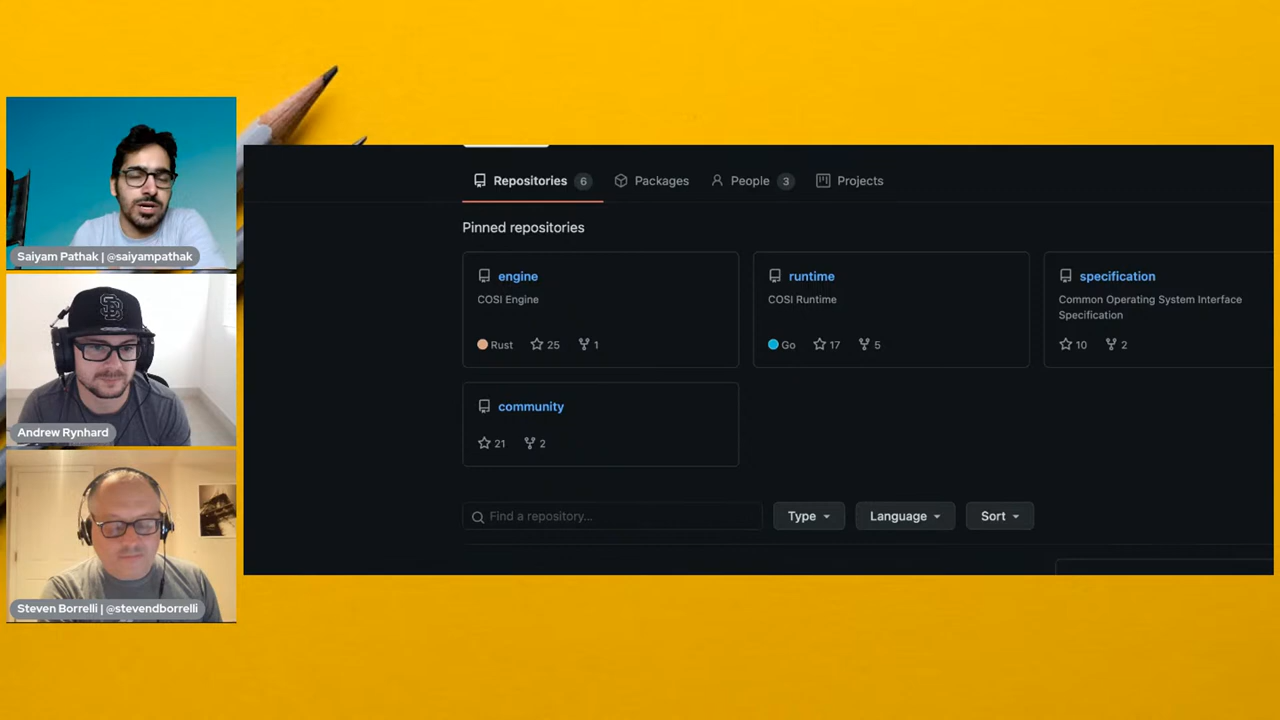 Saiyam Pathak | @saiyampathak
Andrew Rynhard
Steven Borrelli | @stevendborrelli
Repositories 6
Packages
People 3
Projects
Pinned repositories
engine
COSI Engine
Rust 25 1
runtime
COSI Runtime
Go 17 5
specification
Common Operating System Interface
Specification
10 2
community
21 2
Find a repository...
Type
Language
Sort